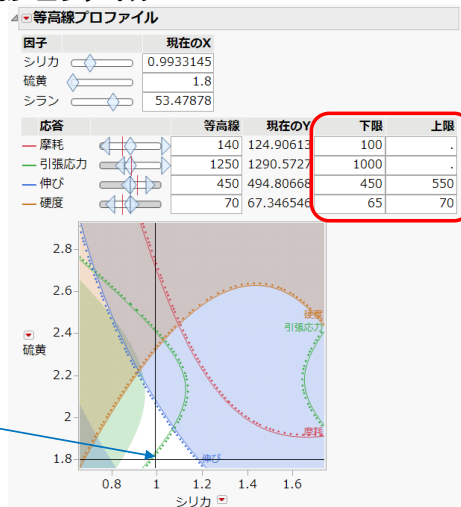 等高線プロファイル
因子 現在のX
シリカ 0.9933145
硫黄 1.8
シラン 53.47878
応答 等高線 現在のY 下限 上限
摩耗 140 124.90613 100 .
引張応力 1250 1290.5727 1000 .
伸び 450 494.80668 450 550
硬度 70 67.346546 65 70
2.8
2.6
硬度
引張応力
2.4
硫黄
2.2
2
摩耗
1.8
伸び
0.8 1 1.2 1.4 1.6
シリカ